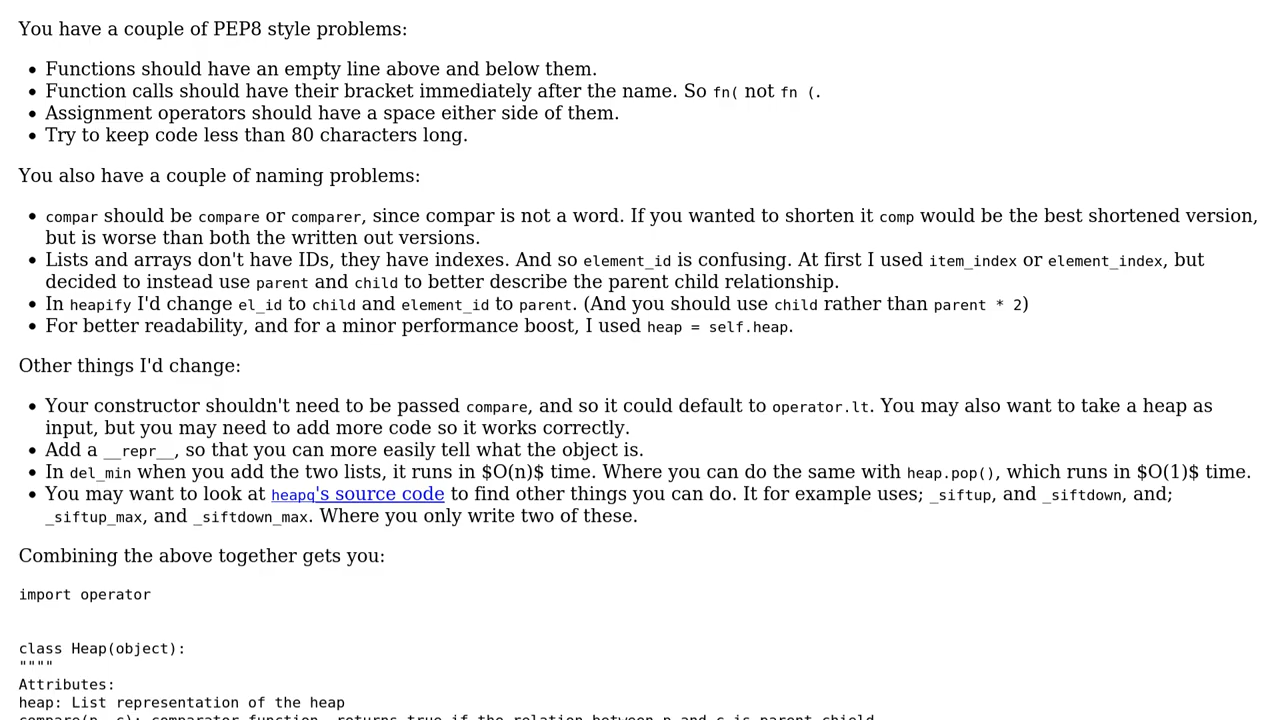 You have a couple of PEP8 style problems:
Functions should have an empty line above and below them.
Function calls should have their bracket immediately after the name. So fn( not fn (.
Assignment operators should have a space either side of them.
Try to keep code less than 80 characters long.
You also have a couple of naming problems:
compar should be compare or comparer, since compar is not a word. If you wanted to shorten it comp would be the best shortened version,
but is worse than both the written out versions.
Lists and arrays don't have IDs, they have indexes. And so element_id is confusing. At first I used item_index or element_index, but
decided to instead use parent and child to better describe the parent child relationship.
In heapify I'd change el_id to child and element_id to parent. (And you should use child rather than parent * 2)
For better readability, and for a minor performance boost, I used heap = self.heap.
Other things I'd change:
Your constructor shouldn't need to be passed compare, and so it could default to operator.lt. You may also want to take a heap as
input, but you may need to add more code so it works correctly.
Add a __repr__, so that you can more easily tell what the object is.
In del_min when you add the two lists, it runs in $O(n)$ time. Where you can do the same with heap.pop(), which runs in $O(1)$ time.
You may want to look at heapq's source code to find other things you can do. It for example uses; _siftup, and _siftdown, and;
_siftup_max, and _siftdown_max. Where you only write two of these.
Combining the above together gets you:
import operator
class Heap(object):
""""
Attributes:
heap: List representation of the heap
compare(p, c): comparator function, returns true if the relation between p and c is parent-chield